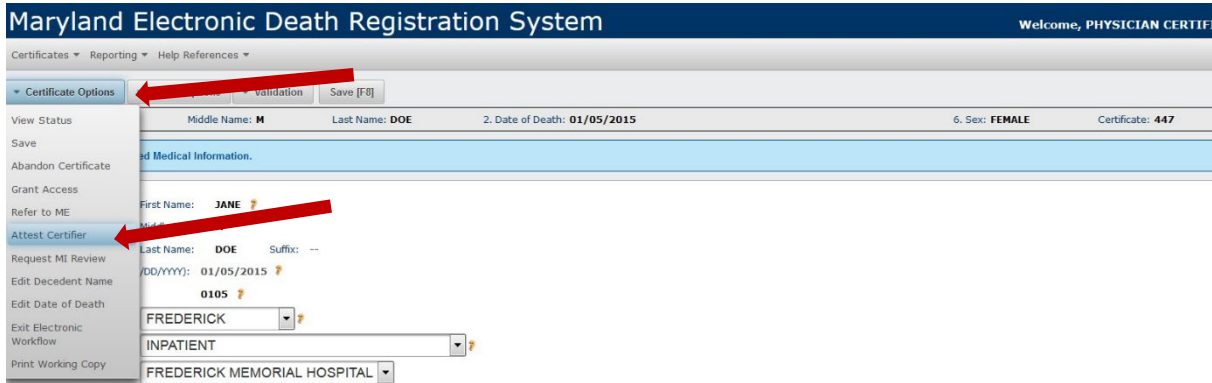 Maryland Electronic Death Registration System
Welcome, PHYSICIAN CERTIFI
Certificates Reporting Help References
Certificate Options Validation Save [F8]
View Status
Middle Name: M Last Name: DOE 2. Date of Death: 01/05/2015 6. Sex: FEMALE Certificate: 447
Save
ed Medical Information.
Abandon Certificate
Grant Access
First Name: JANE ?
Refer to ME
Attest Certifier
Last Name: DOE Suffix: --
Request MI Review
/DD/YYYY): 01/05/2015 ?
Edit Decedent Name
0105 ?
Edit Date of Death
FREDERICK ?
Exit Electronic
Workflow
INPATIENT ?
Print Working Copy
FREDERICK MEMORIAL HOSPITAL